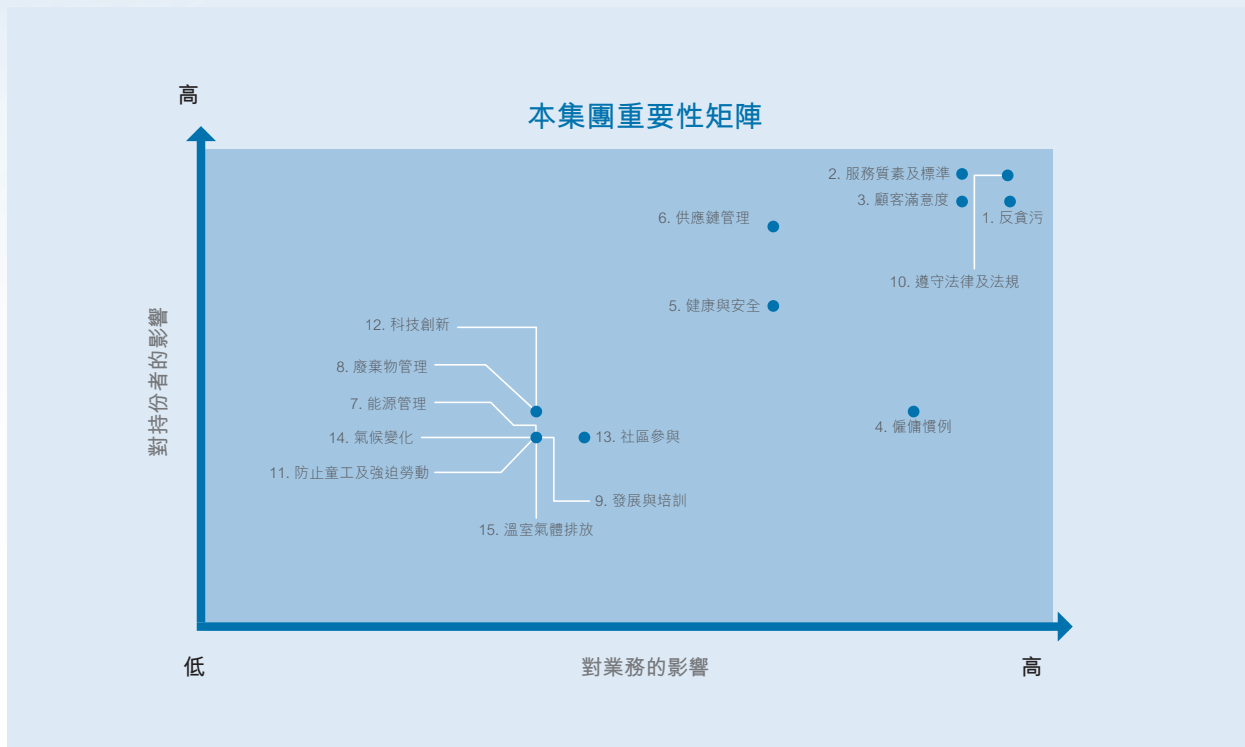 高
本集團重要性矩陣
2. 服務質素及標準
3. 顧客滿意度
1. 反貪污
6. 供應鏈管理
10. 遵守法律及法規
5. 健康與安全
對持份者的影響
12. 科技創新
8. 廢棄物管理
7. 能源管理
4. 僱傭慣例
14. 氣候變化
13. 社區參與
11. 防止童工及強迫勞動
9. 發展與培訓
15. 溫室氣體排放
低
對業務的影響
高